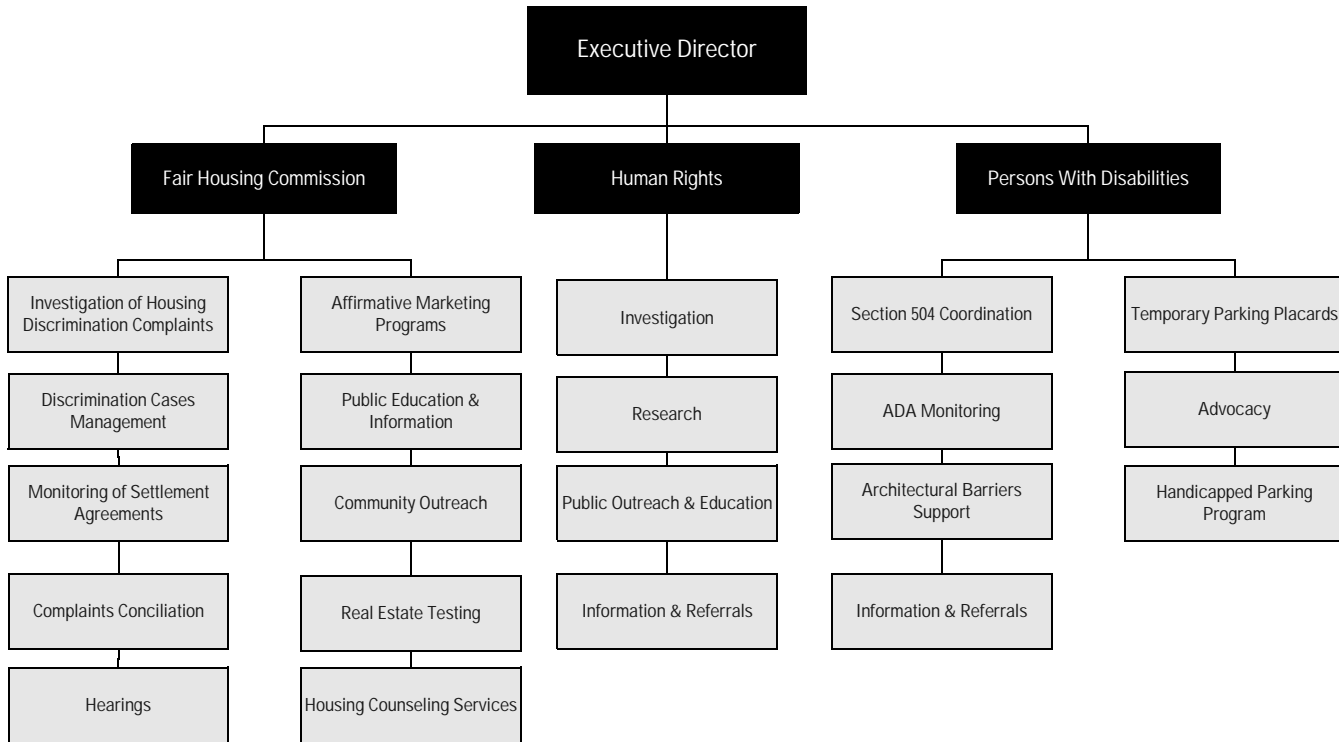 Executive Director
Fair Housing Commission
Human Rights
Persons With Disabilities
Investigation of Housing
Discrimination Complaints
Discrimination Cases
Management
Monitoring of Settlement
Agreements
Complaints Conciliation
Hearings
Affirmative Marketing
Programs
Public Education &
Information
Community Outreach
Real Estate Testing
Housing Counseling Services
Investigation
Research
Public Outreach & Education
Information & Referrals
Section 504 Coordination
ADA Monitoring
Architectural Barriers
Support
Information & Referrals
Temporary Parking Placards
Advocacy
Handicapped Parking
Program